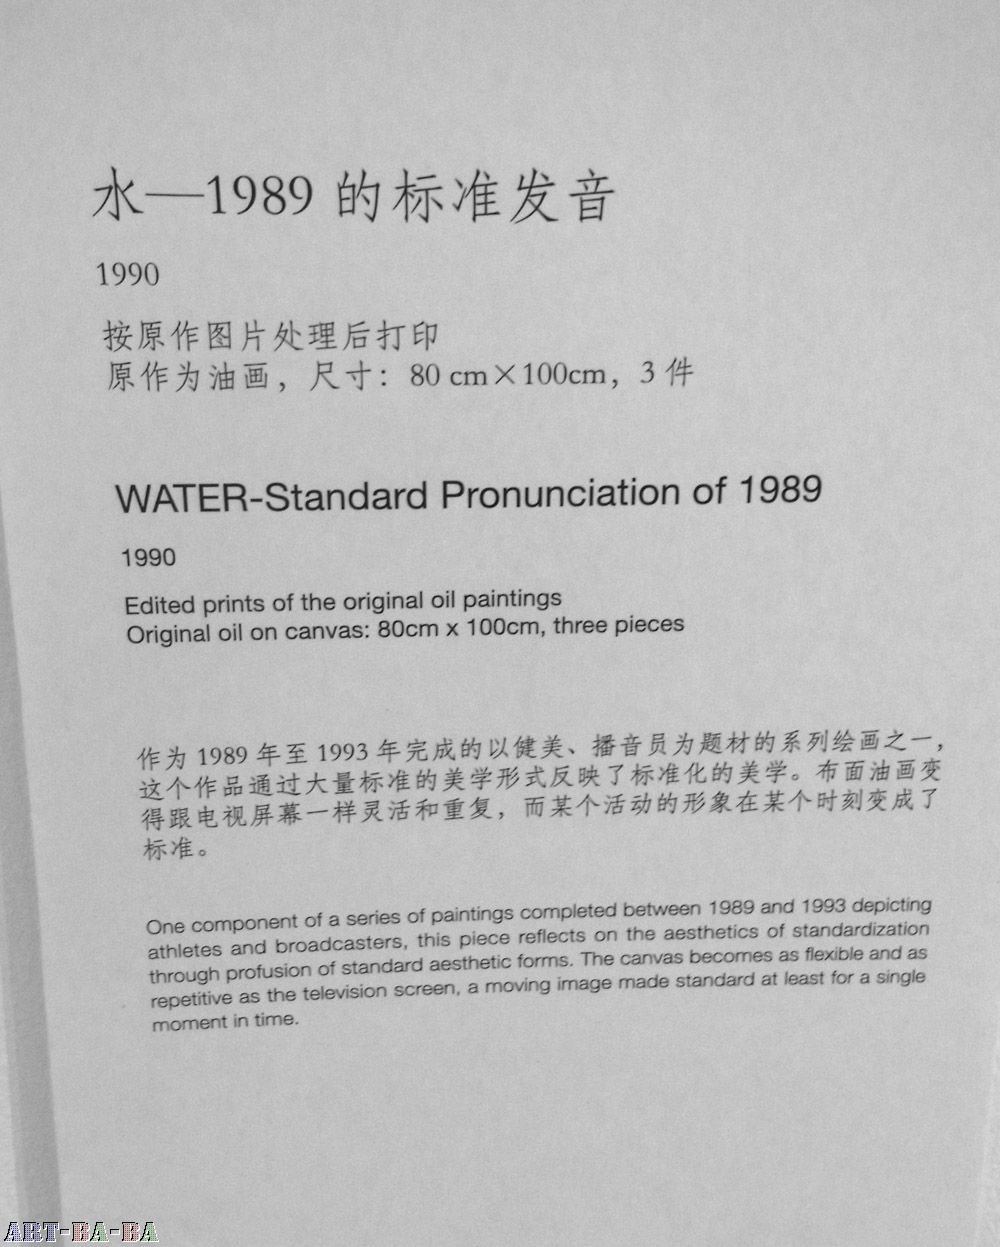 水—1989 的标准发音
1990
按原作图片处理后打印
原作为油画，尺寸：80 cm×100cm，3 件
WATER-Standard Pronunciation of 1989
1990
Edited prints of the original oil paintings
Original oil on canvas: 80cm x 100cm, three pieces
作为 1989 年至 1993 年完成的以健美、播音员为题材的系列绘画之一，
这个作品通过大量标准的美学形式反映了标准化的美学。布面油画变
得跟电视屏幕一样灵活和重复，而某个活动的形象在某个时刻变成了
标准。
One component of a series of paintings completed between 1989 and 1993 depicting
athletes and broadcasters, this piece reflects on the aesthetics of standardization
through profusion of standard aesthetic forms. The canvas becomes as flexible and as
repetitive as the television screen, a moving image made standard at least for a single
moment in time.
ART-BA-BA